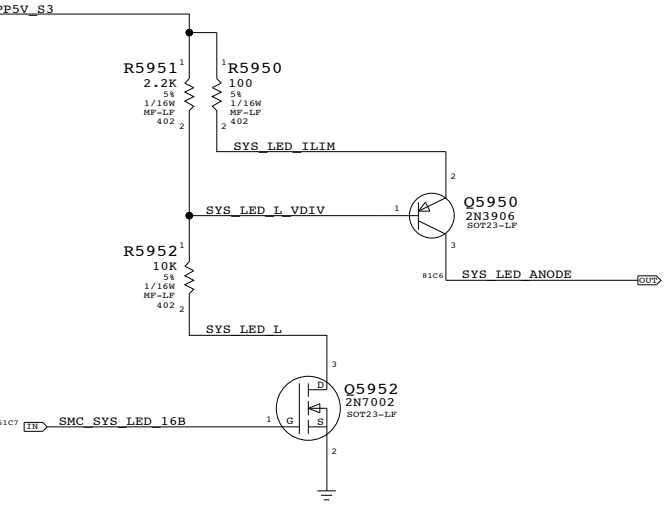 PP5V_S3
R5951 1
2.2K
5%
1/16W
MF-LF
402
2
1 R5950
100
5%
1/16W
MF-LF
402
2
SYS_LED_ILIM
2
SYS_LED_L_VDIV
1
Q5950
2N3906
SOT23-LF
3
R5952 1
10K
5%
1/16W
MF-LF
402
2
81C6 SYS_LED_ANODE OUT
SYS_LED_L
3
D
Q5952
2N7002
SOT23-LF
51C7 IN SMC_SYS_LED_16B
1 G S
2